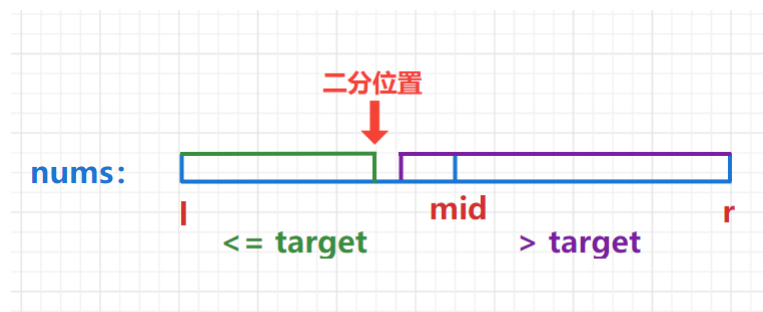 二分位置
nums:
l
mid
r
<= target
> target